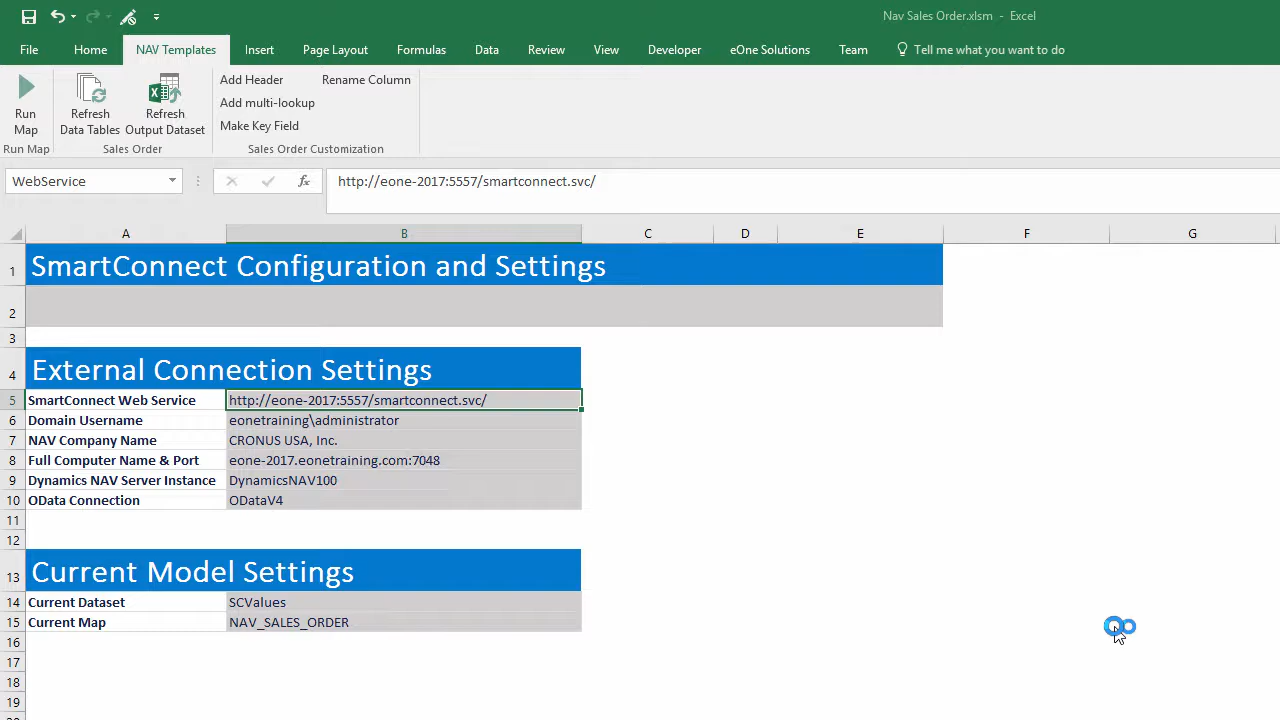 Nav Sales Order.xlsm - Excel
File Home NAV Templates Insert Page Layout Formulas Data Review View Developer eOne Solutions Team Tell me what you want to do
Run Map
Refresh Data Tables
Refresh Output Dataset
Add Header
Rename Column
Add multi-lookup
Make Key Field
Run Map
Sales Order
Sales Order Customization
WebService fx http://eone-2017:5557/smartconnect.svc/
A B C D E F G
1 SmartConnect Configuration and Settings
2
3
4 External Connection Settings
5 SmartConnect Web Service http://eone-2017:5557/smartconnect.svc/
6 Domain Username eonetraining\administrator
7 NAV Company Name CRONUS USA, Inc.
8 Full Computer Name & Port eone-2017.eonetraining.com:7048
9 Dynamics NAV Server Instance DynamicsNAV100
10 OData Connection ODataV4
11
12
13 Current Model Settings
14 Current Dataset SCValues
15 Current Map NAV_SALES_ORDER
16
17
18
19